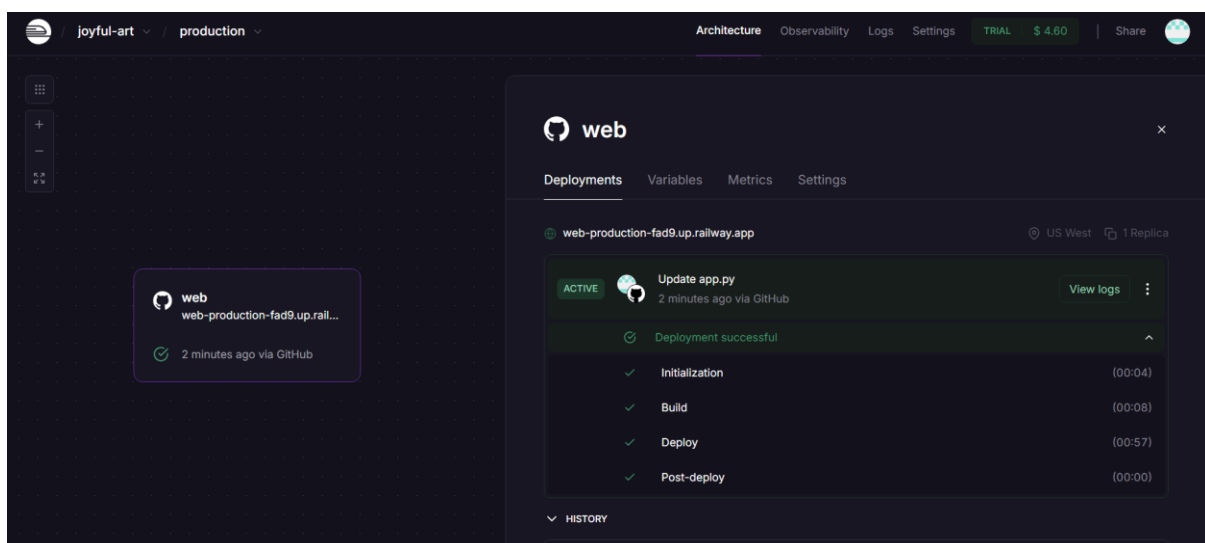 / joyful-art / production
Architecture Observability Logs Settings TRIAL $ 4.60 | Share
web
Deployments Variables Metrics Settings
web-production-fad9.up.railway.app US West 1 Replica
ACTIVE Update app.py
2 minutes ago via GitHub View logs
Deployment successful
Initialization (00:04)
Build (00:08)
Deploy (00:57)
Post-deploy (00:00)
HISTORY
web
web-production-fad9.up.rail...
2 minutes ago via GitHub